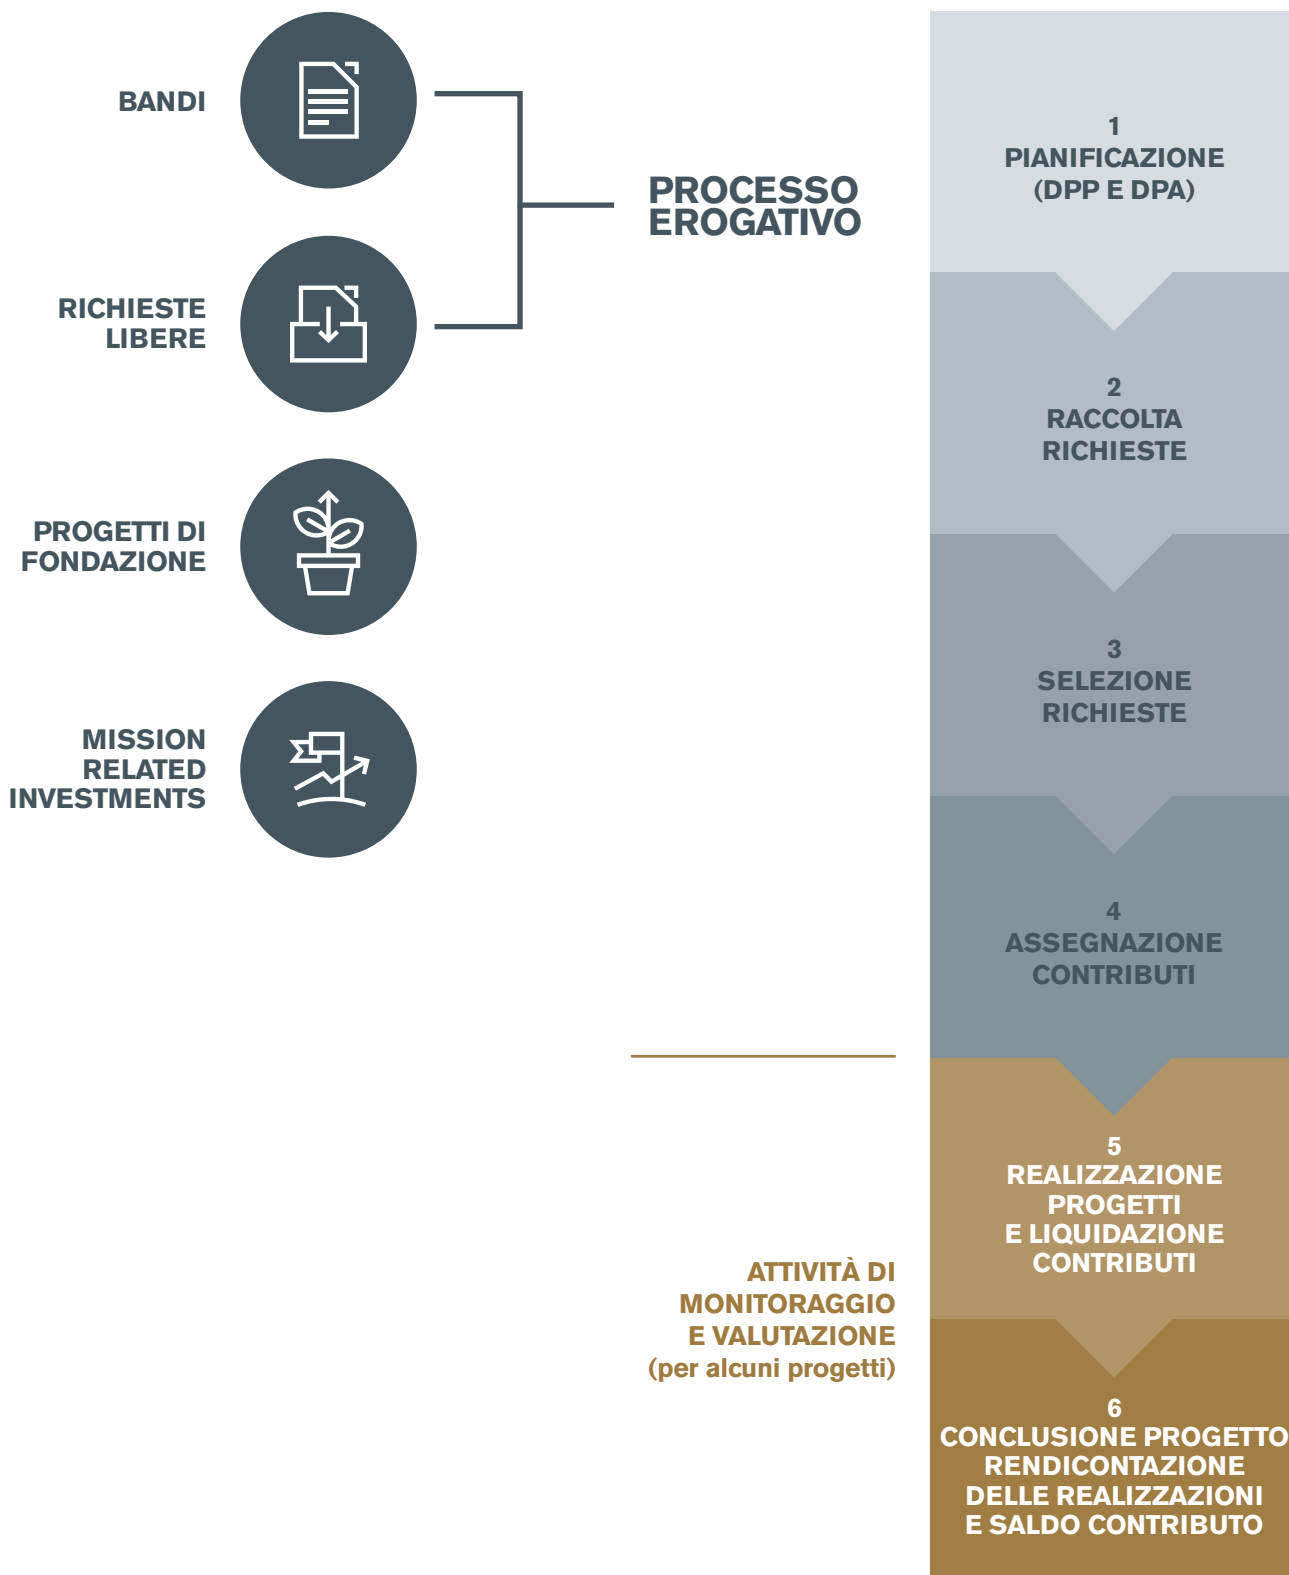 BANDI
RICHIESTE
LIBERE
PROGETTI DI
FONDAZIONE
MISSION
RELATED
INVESTMENTS
PROCESSO
EROGATIVO
ATTIVITÀ DI
MONITORAGGIO
E VALUTAZIONE
(per alcuni progetti)
1
PIANIFICAZIONE
(DPP E DPA)
2
RACCOLTA
RICHIESTE
3
SELEZIONE
RICHIESTE
4
ASSEGNAZIONE
CONTRIBUTI
5
REALIZZAZIONE
PROGETTI
E LIQUIDAZIONE
CONTRIBUTI
6
CONCLUSIONE PROGETTO
RENDICONTAZIONE
DELLE REALIZZAZIONI
E SALDO CONTRIBUTO